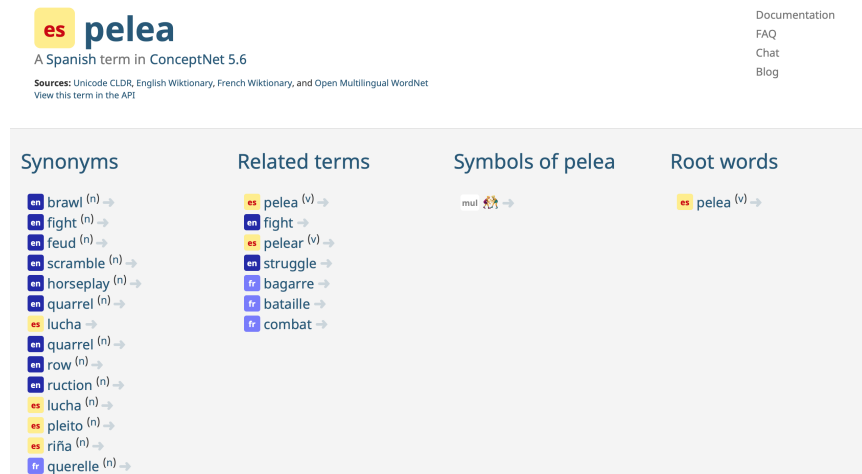 es pelea
A Spanish term in ConceptNet 5.6
Sources: Unicode CLDR, English Wiktionary, French Wiktionary, and Open Multilingual WordNet
View this term in the API
Documentation
FAQ
Chat
Blog
Synonyms
en brawl (n) →
en fight (n) →
en feud (n) →
en scramble (n) →
en horseplay (n) →
en quarrel (n) →
es lucha →
en quarrel (n) →
en row (n) →
en ruction (n) →
es lucha (n) →
es pleito (n) →
es riña (n) →
fr querelle (n) →
Related terms
es pelea (v) →
en fight →
es pelear (v) →
en struggle →
fr bagarre →
fr bataille →
fr combat →
Symbols of pelea
mul 🤼 →
Root words
es pelea (v) →